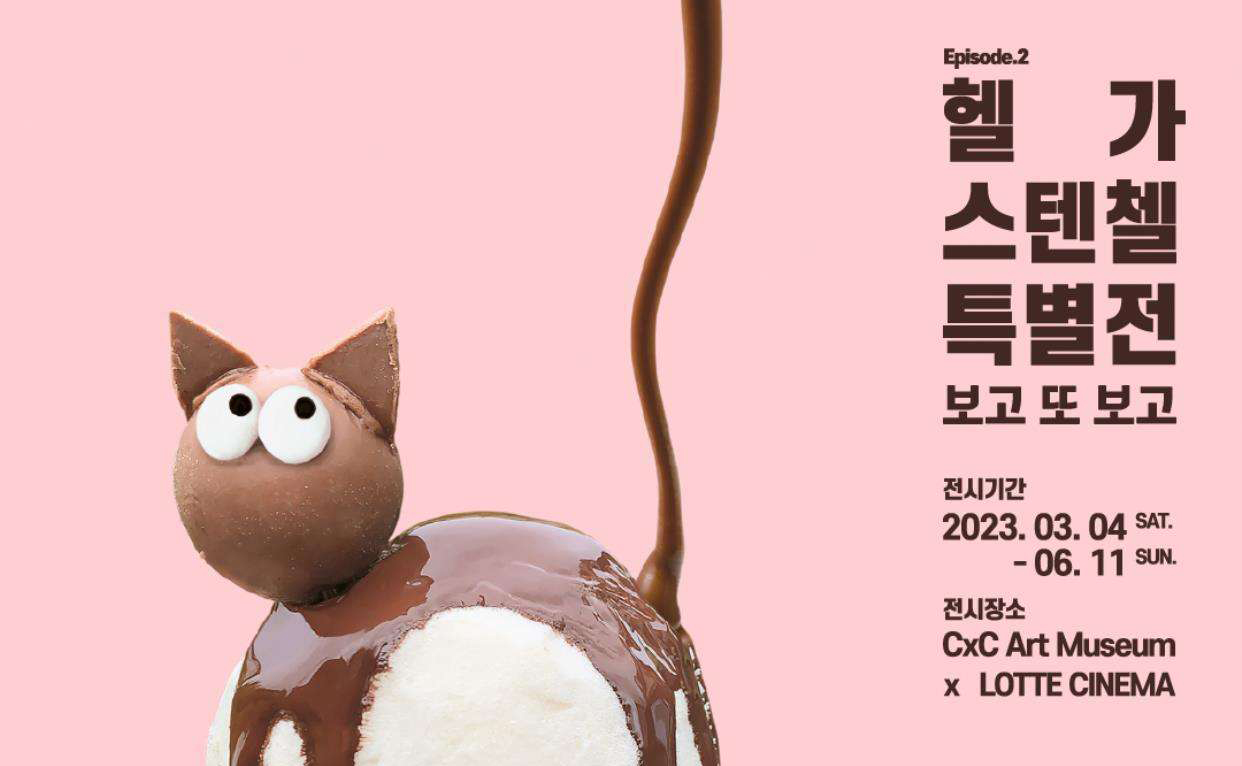 Episode.2
헬 가
스텐첼
특별전
보고 또 보고
전시기간
2023. 03. 04 SAT.
- 06. 11 SUN.
전시장소
CxC Art Museum
x LOTTE CINEMA